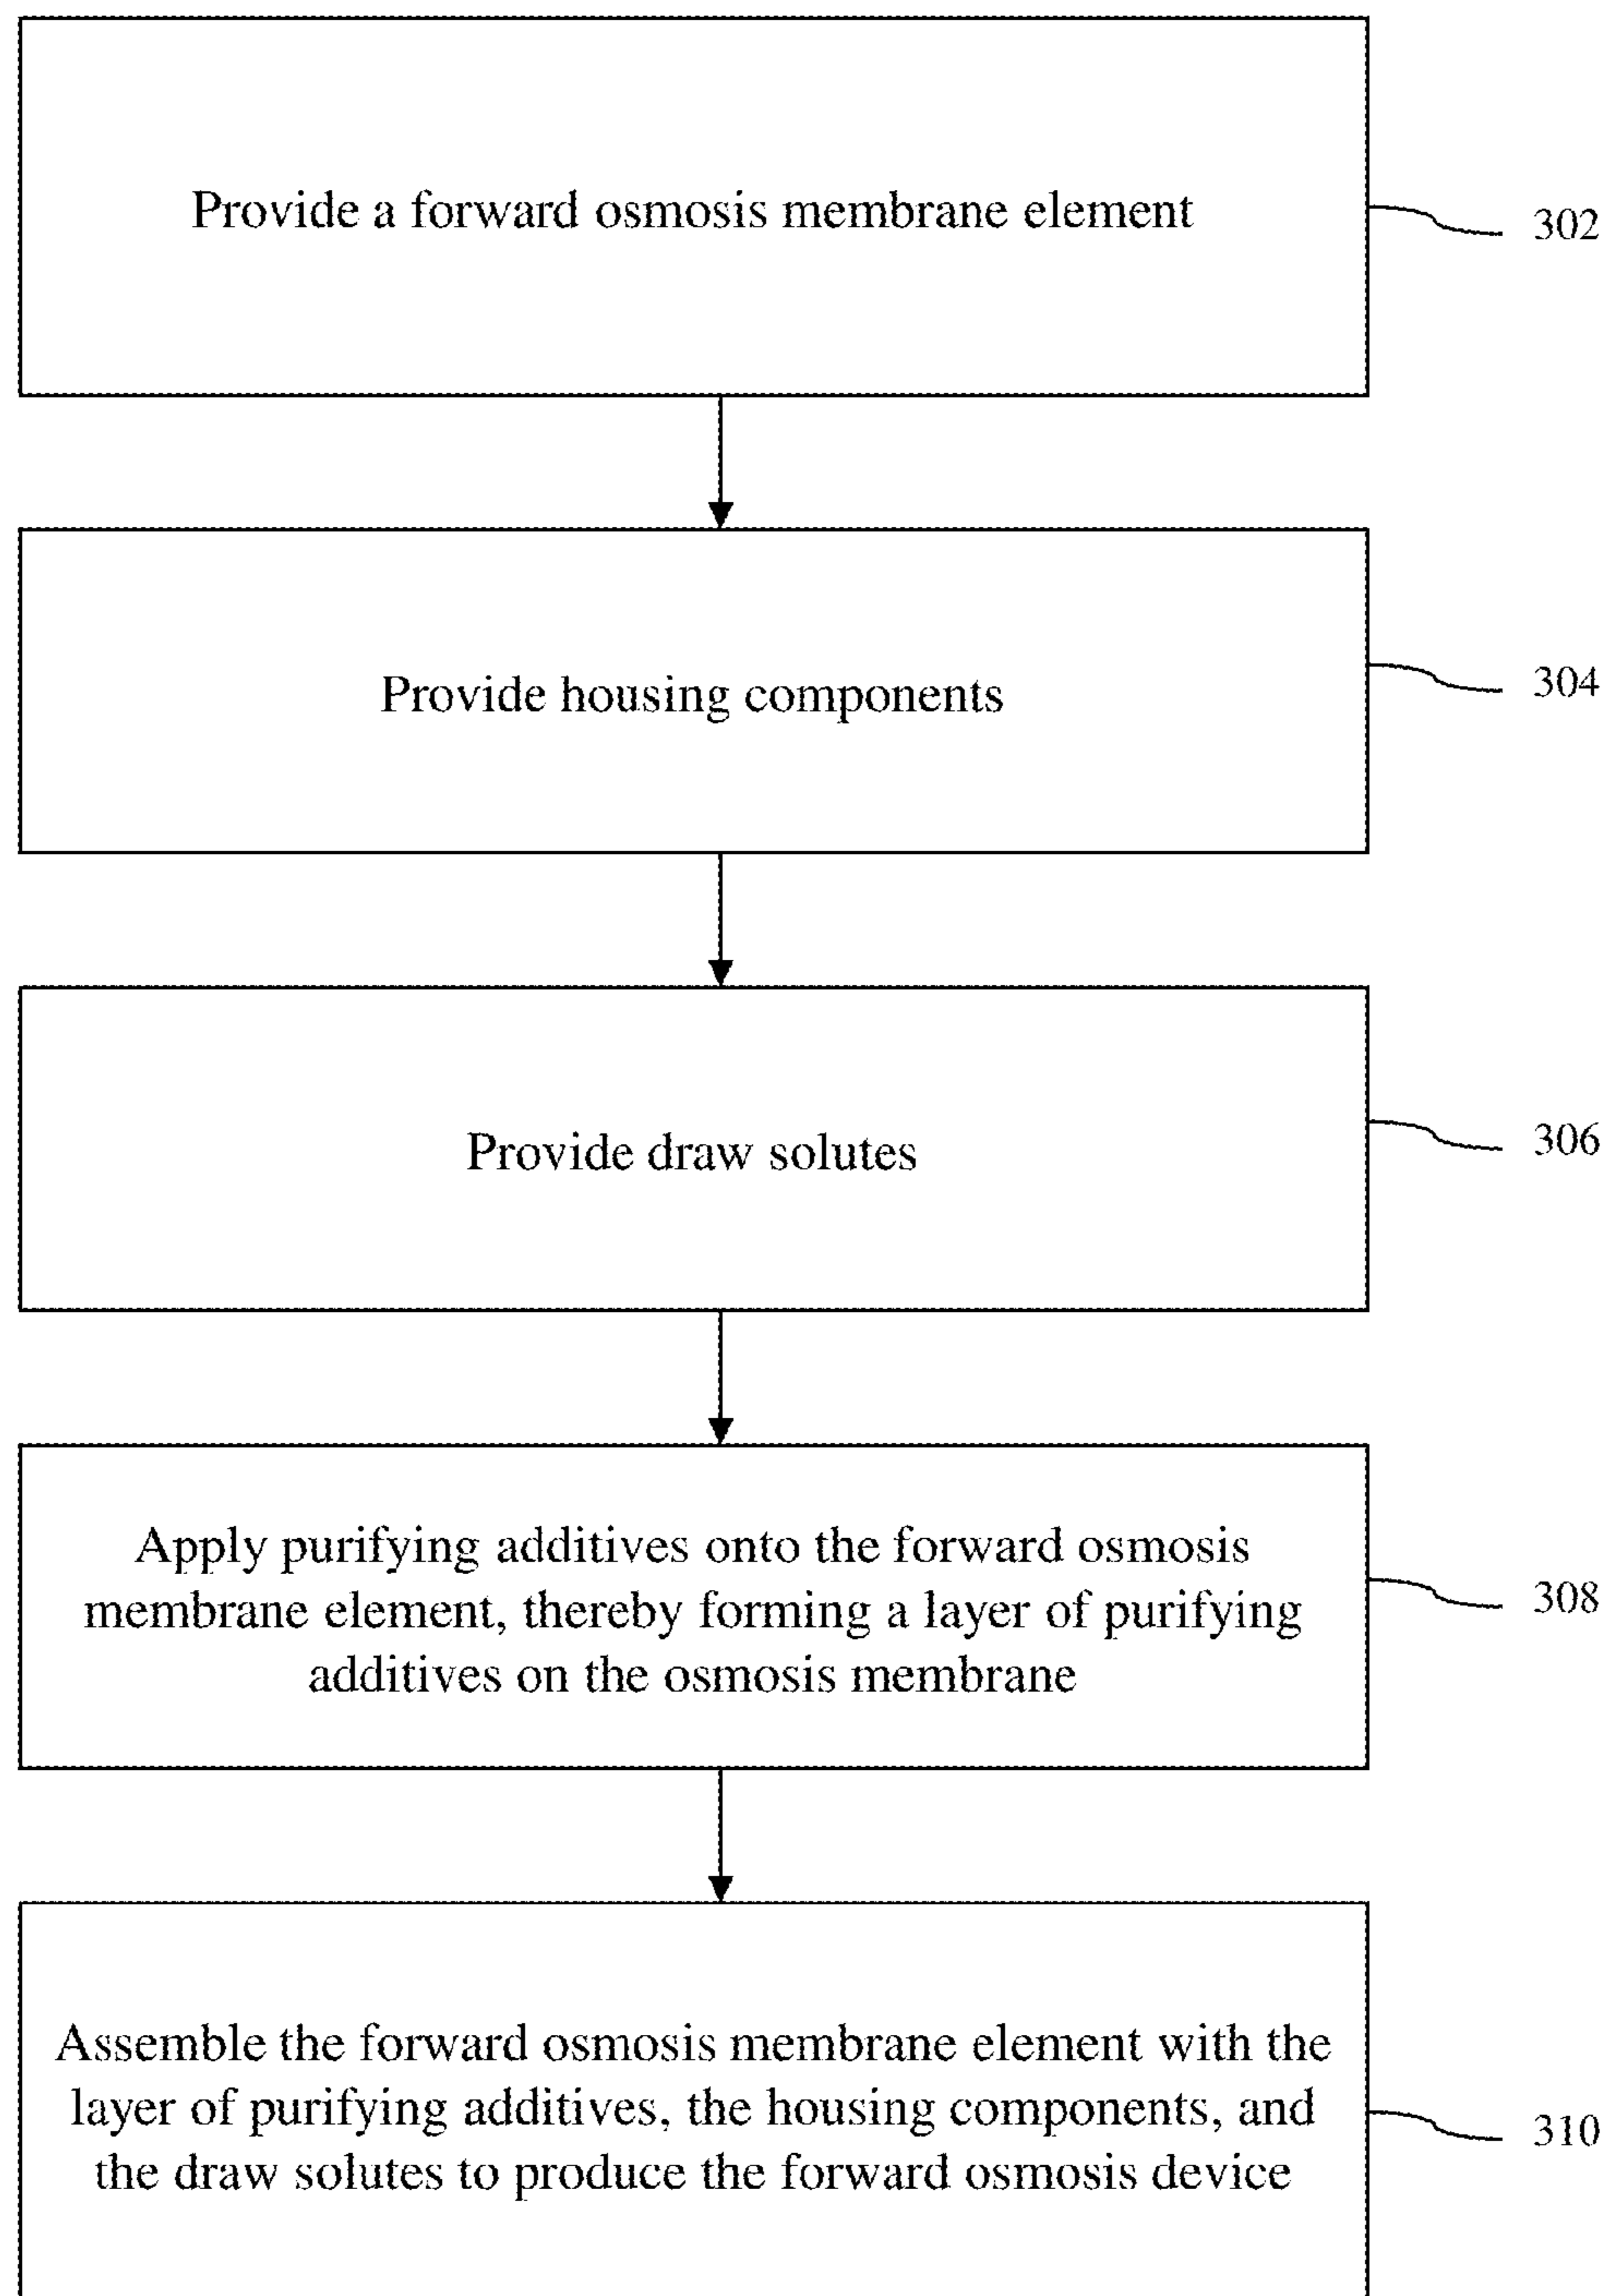 Provide a forward osmosis membrane element
302
Provide housing components
304
Provide draw solutes
306
Apply purifying additives onto the forward osmosis
membrane element, thereby forming a layer of purifying
additives on the osmosis membrane
308
Assemble the forward osmosis membrane element with the
layer of purifying additives, the housing components, and
the draw solutes to produce the forward osmosis device
310